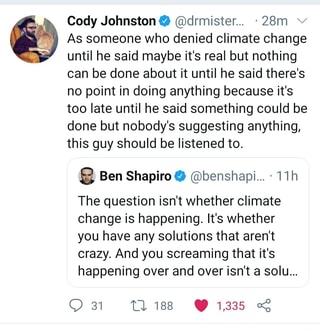 Cody Johnston @drmister... · 28m
As someone who denied climate change
until he said maybe it's real but nothing
can be done about it until he said there's
no point in doing anything because it's
too late until he said something could be
done but nobody's suggesting anything,
this guy should be listened to.
Ben Shapiro @benshapi... · 11h
The question isn't whether climate
change is happening. It's whether
you have any solutions that aren't
crazy. And you screaming that it's
happening over and over isn't a solu...
31 188 1,335